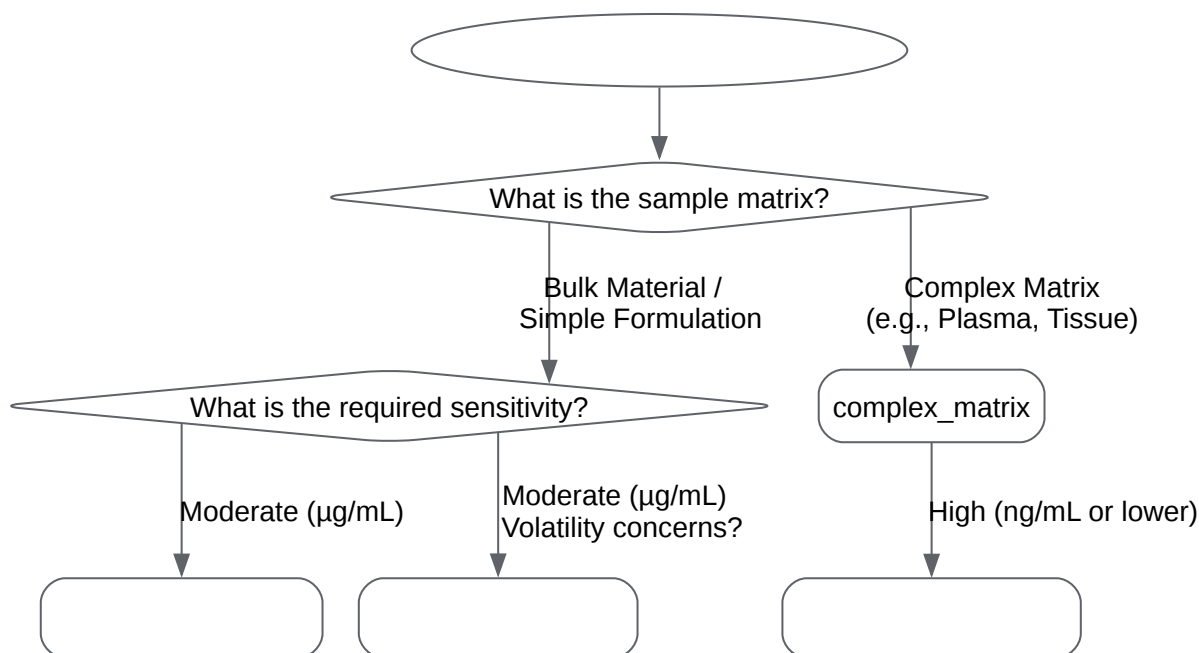 What is the sample matrix?
Bulk Material /
Simple Formulation
Complex Matrix
(e.g., Plasma, Tissue)
What is the required sensitivity?
complex_matrix
Moderate (µg/mL)
Moderate (µg/mL)
Volatility concerns?
High (ng/mL or lower)